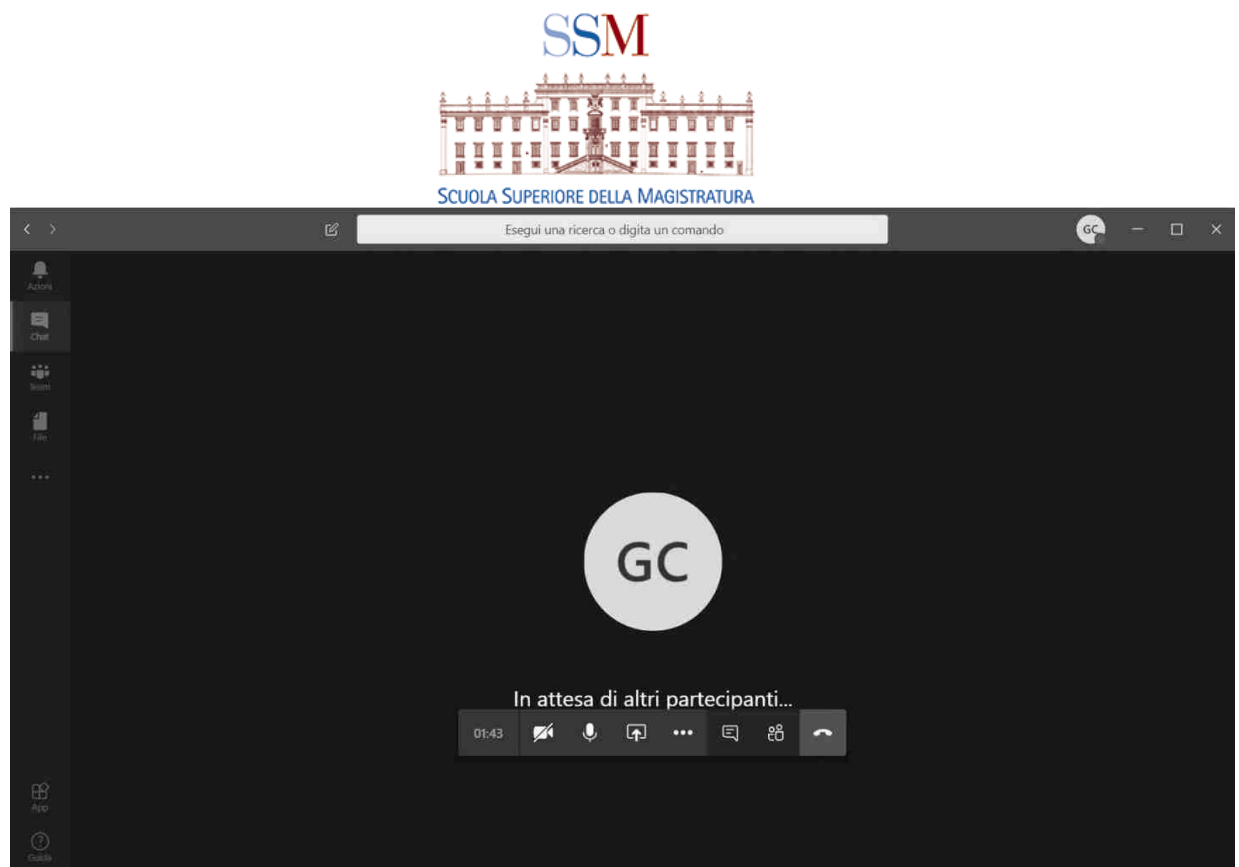 SSM
SCUOLA SUPERIORE DELLA MAGISTRATURA
Esegui una ricerca o digita un comando
GC
Azioni
Chat
Team
File
GC
In attesa di altri partecipanti...
01:43
App
Guida